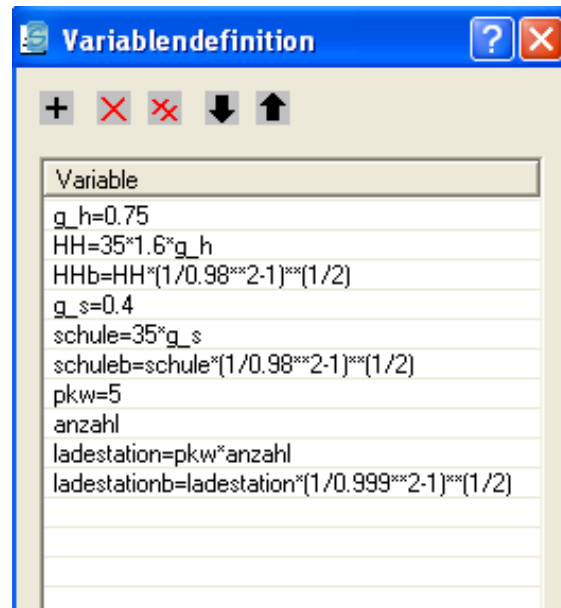 Variablendefinition
Variable
g_h=0.75
HH=35*1.6*g_h
HHb=HH*(1/0.98**2-1)**(1/2)
g_s=0.4
schule=35*g_s
schuleb=schule*(1/0.98**2-1)**(1/2)
pkw=5
anzahl
ladestation=pkw*anzahl
ladestationb=ladestation*(1/0.999**2-1)**(1/2)